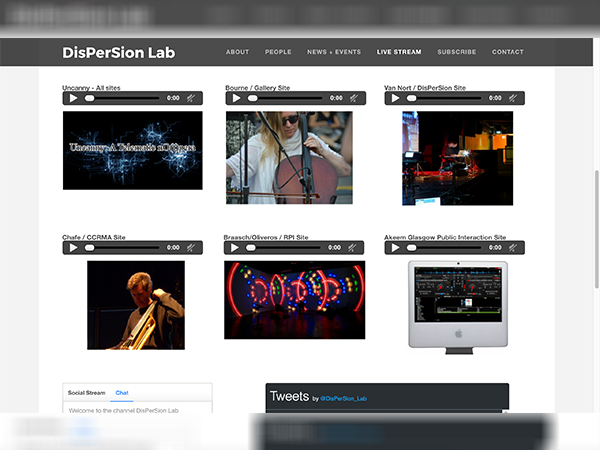 DisPerSion Lab
ABOUT PEOPLE NEWS + EVENTS LIVE STREAM SUBSCRIBE CONTACT
Uncanny - All sites
Bourne / Gallery Site
Van Nort / DisPerSion Site
0:00
0:00
0:00
Uncanny: A Telematic nO(pera
Chafe / CCRMA Site
Braasch/Oliveros / RPI Site
Akeem Glasgow Public Interaction Site
0:00
0:00
0:00
Social Stream Chat
Tweets by @DisPerSion_Lab
Welcome to the channel DisPerSion Lab